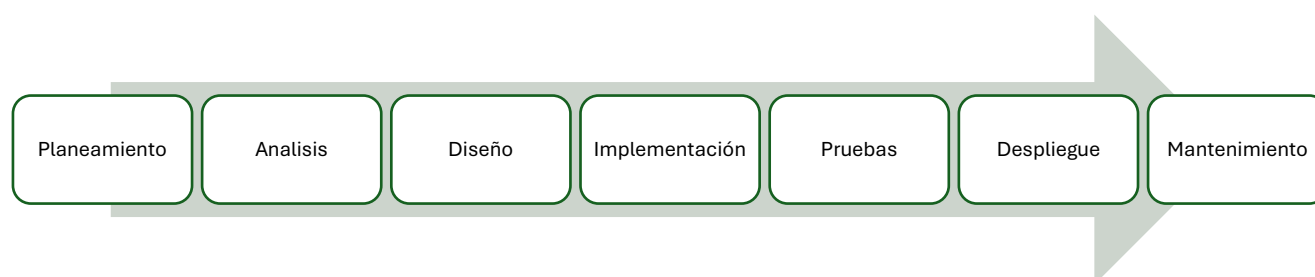 Planeamiento
Analisis
Diseño
Implementación
Pruebas
Despliegue
Mantenimiento